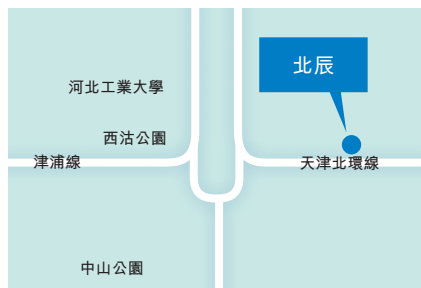 北辰
河北工業大學
西沽公園
津浦線
天津北環線
中山公園